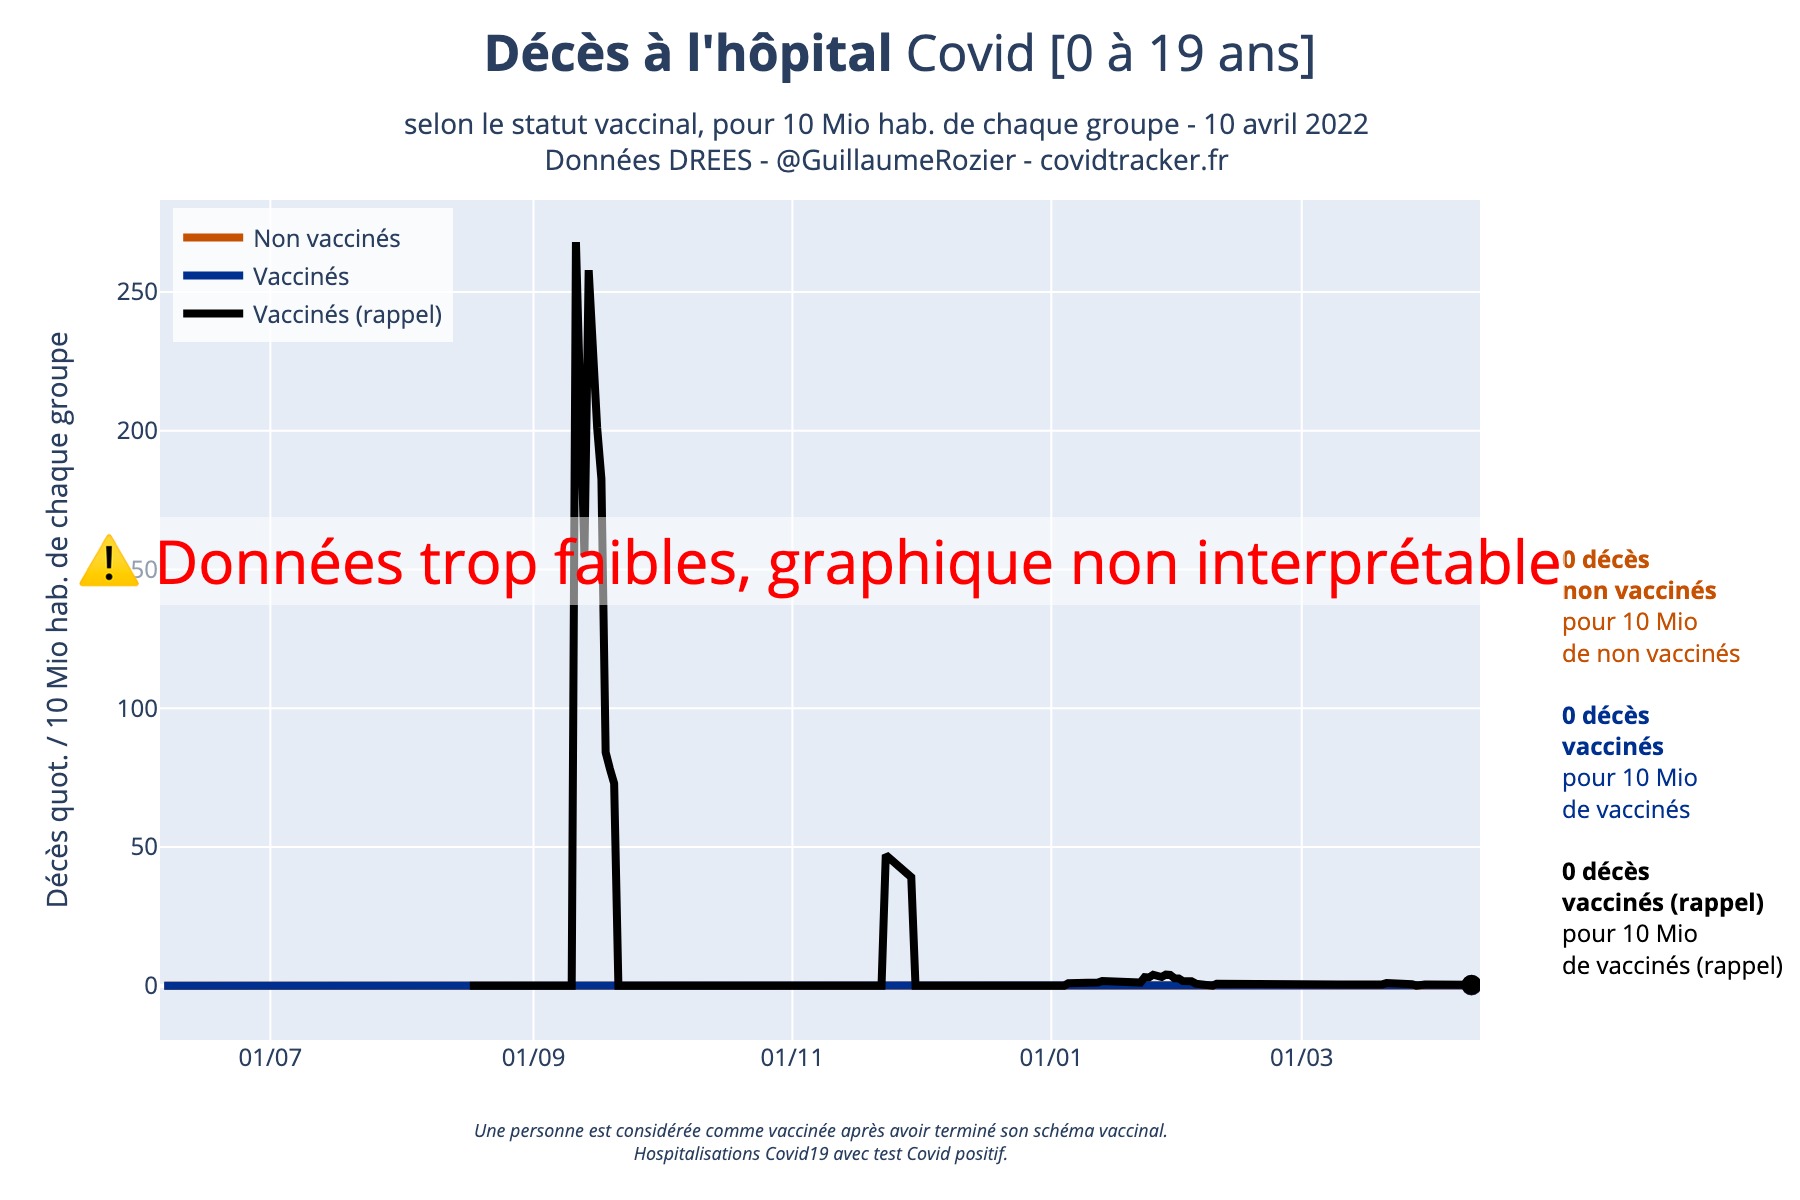 Décès à l'hôpital Covid [0 à 19 ans]
selon le statut vaccinal, pour 10 Mio hab. de chaque groupe - 10 avril 2022
Données DREES - @GuillaumeRozier - covidtracker.fr
Non vaccinés
Vaccinés
Vaccinés (rappel)
Décès quot. / 10 Mio hab. de chaque groupe
250
200
150
100
50
0
⚠️ Données trop faibles, graphique non interprétable
0 décès
non vaccinés
pour 10 Mio
de non vaccinés
0 décès
vaccinés
pour 10 Mio
de vaccinés
0 décès
vaccinés (rappel)
pour 10 Mio
de vaccinés (rappel)
01/07
01/09
01/11
01/01
01/03
Une personne est considérée comme vaccinée après avoir terminé son schéma vaccinal.
Hospitalisations Covid19 avec test Covid positif.